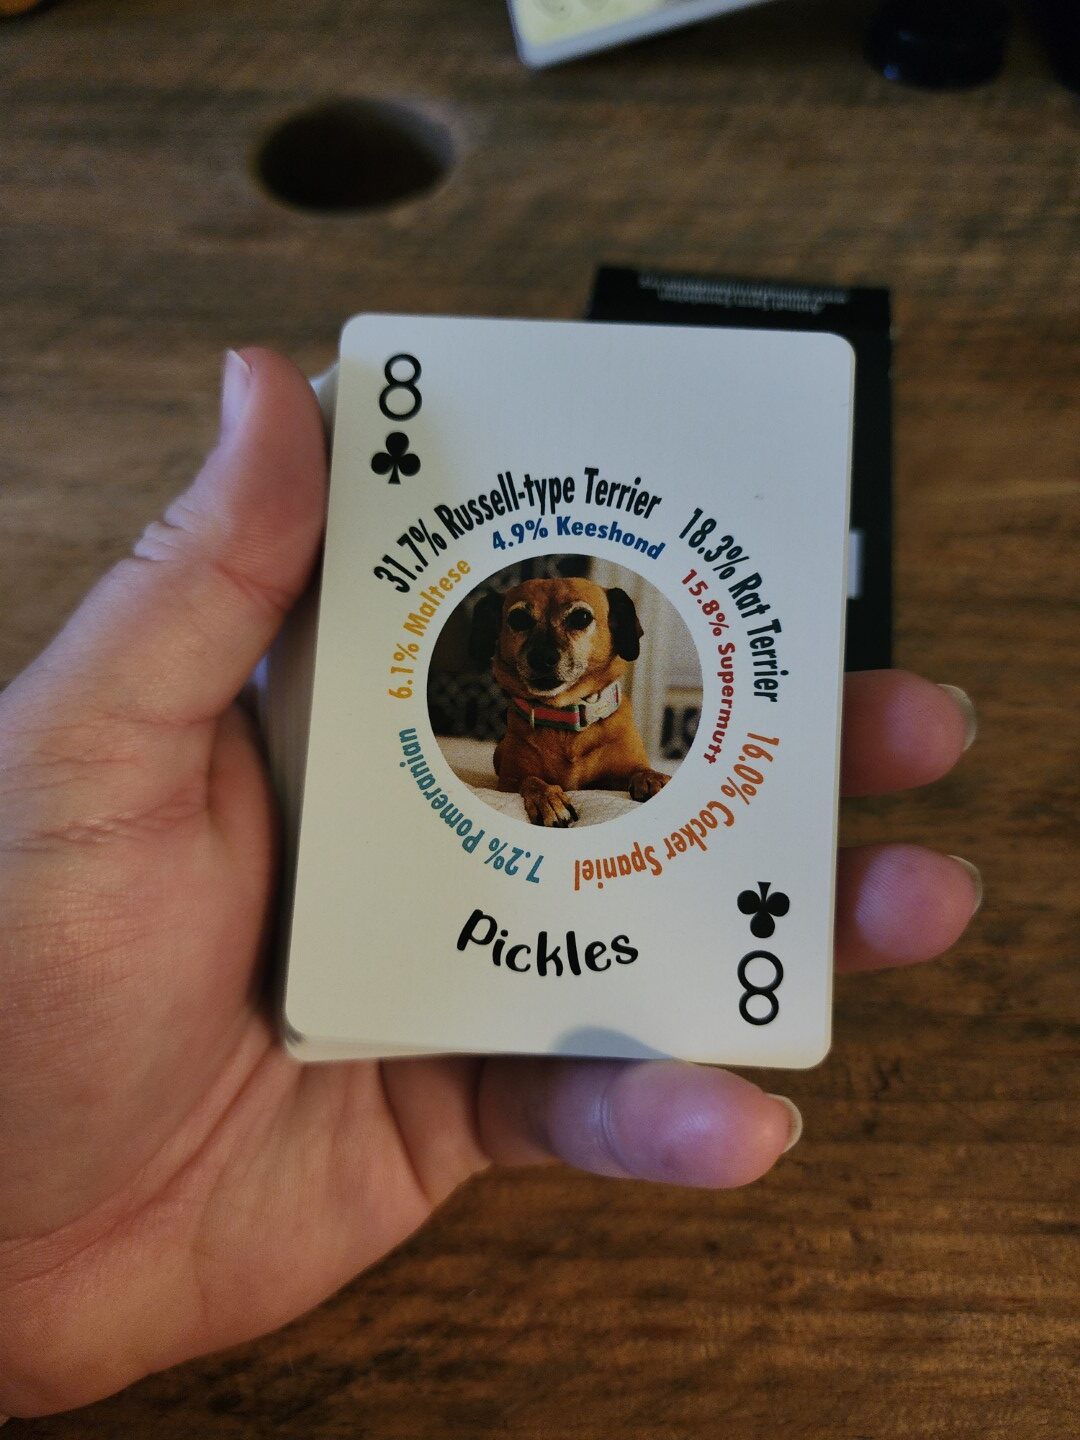 8
31.7% Russell-type Terrier
18.3% Rat Terrier
16.0% Cocker Spaniel
7.2% Pomeranian
6.1% Maltese
4.9% Keeshond
15.8% Supermutt
Pickles
8